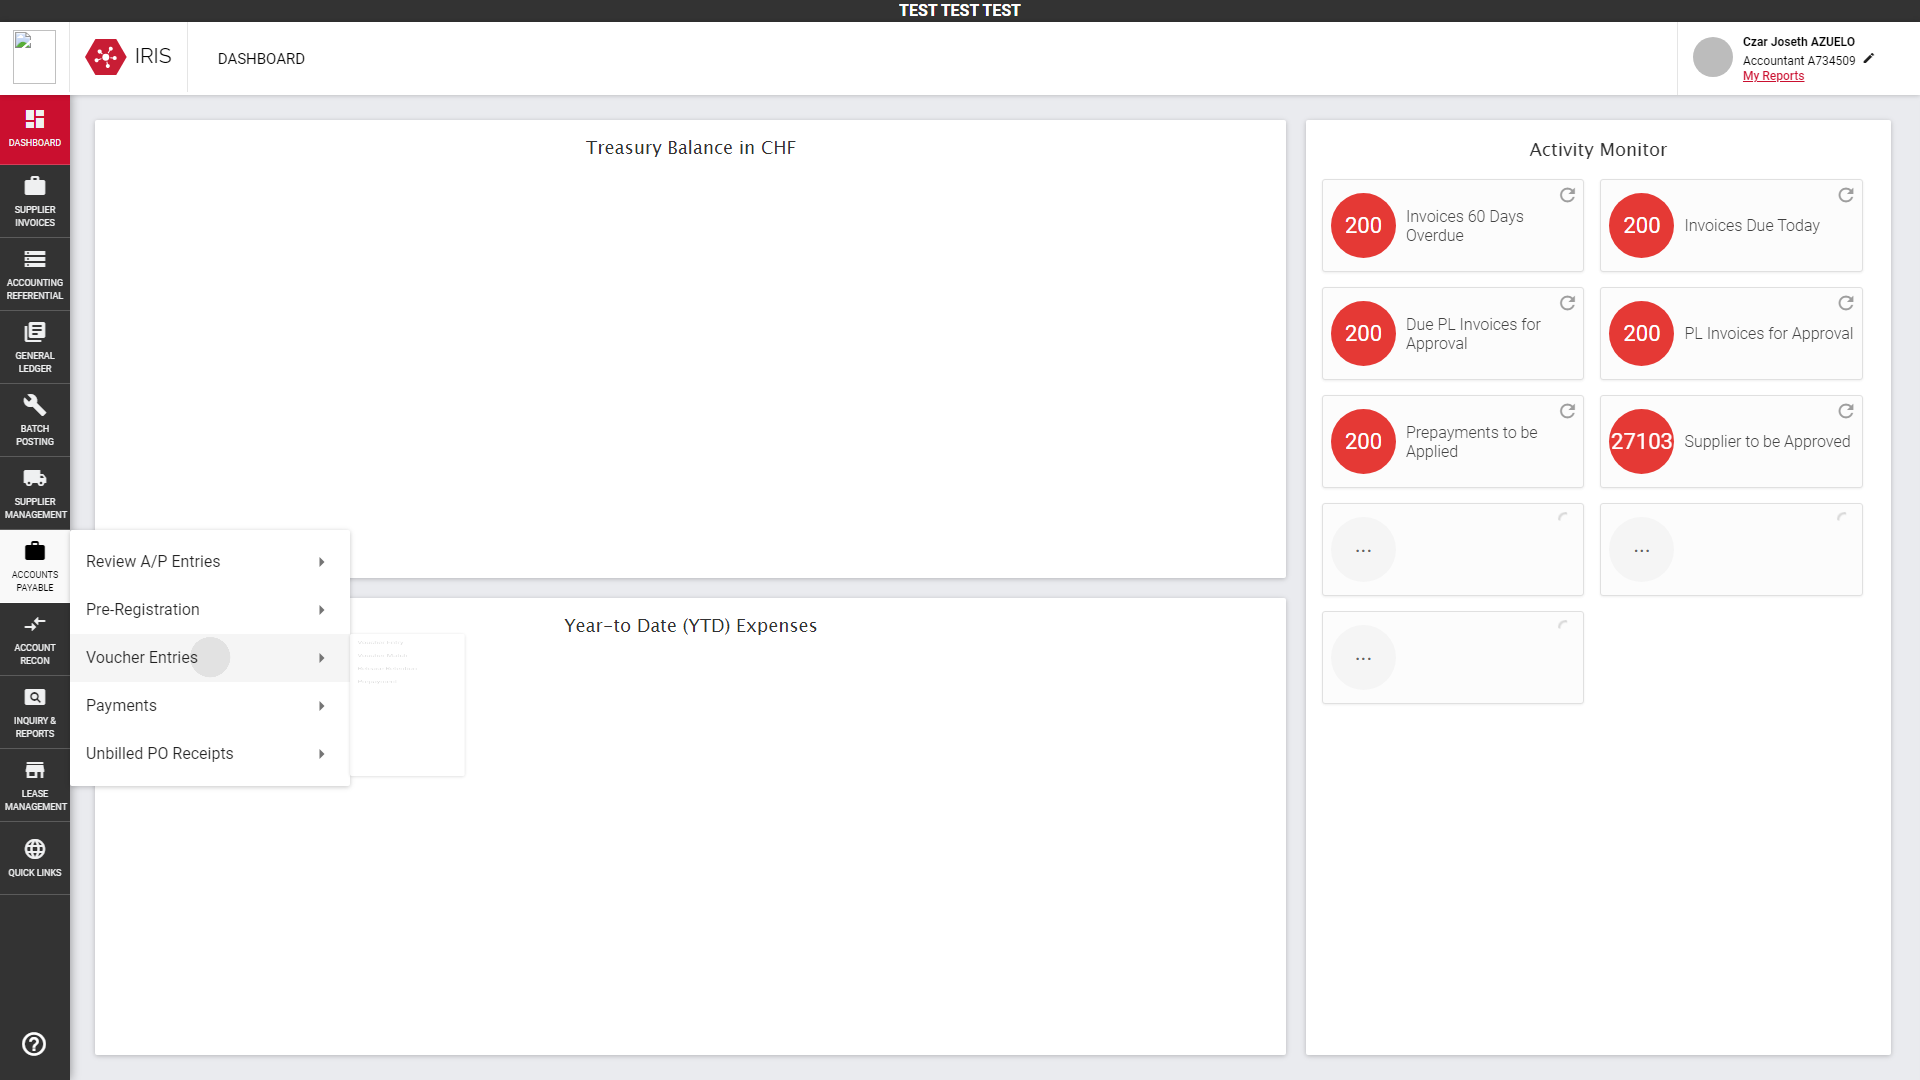 TEST TEST TEST
IRIS
DASHBOARD
Czar Joseth AZUELO
Accountant A734509
My Reports
DASHBOARD
SUPPLIER
INVOICES
ACCOUNTING
REFERENTIAL
GENERAL
LEDGER
BATCH
POSTING
SUPPLIER
MANAGEMENT
ACCOUNTS
PAYABLE
ACCOUNT
RECON
INQUIRY &
REPORTS
LEASE
MANAGEMENT
QUICK LINKS
Review A/P Entries
Pre-Registration
Voucher Entries
Payments
Unbilled PO Receipts
Treasury Balance in CHF
Year-to Date (YTD) Expenses
Activity Monitor
200
Invoices 60 Days
Overdue
200
Invoices Due Today
200
Due PL Invoices for
Approval
200
PL Invoices for Approval
200
Prepayments to be
Applied
27103
Supplier to be Approved
...
...
...